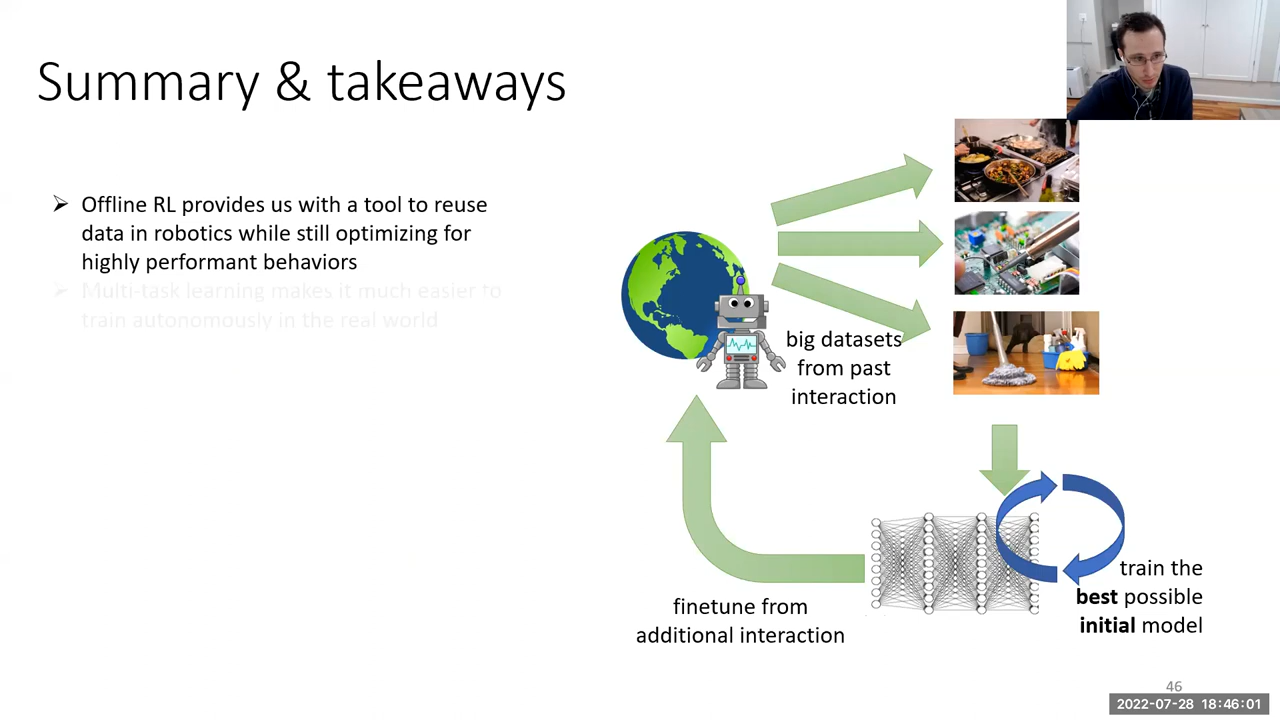 Summary & takeaways
➢ Offline RL provides us with a tool to reuse
data in robotics while still optimizing for
highly performant behaviors
➢ Multi-task learning makes it much easier to
train autonomously in the real world
big datasets
from past
interaction
train the
best possible
initial model
finetune from
additional interaction
46
2022-07-28 18:46:01